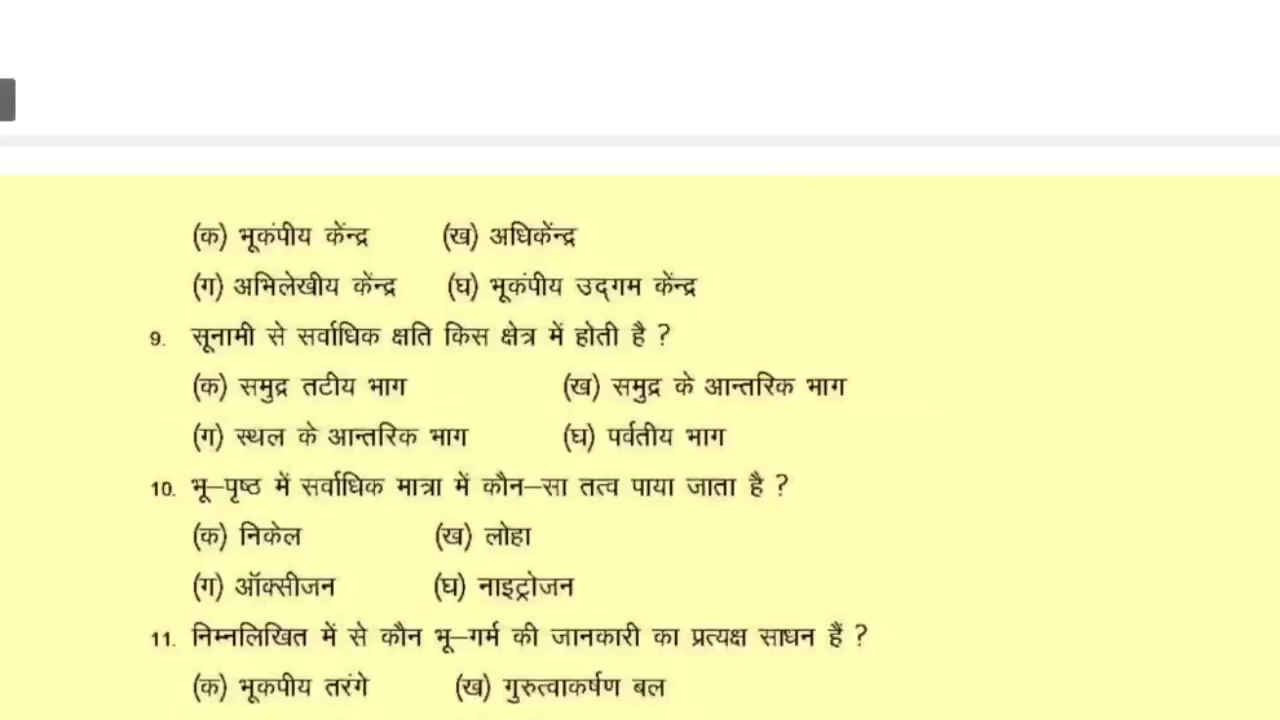 (क) भूकंपीय केंन्द्र (ख) अधिकेंन्द्र
(ग) अभिलेखीय केंन्द्र (घ) भूकंपीय उद्गम केंन्द्र
9. सूनामी से सर्वाधिक क्षति किस क्षेत्र में होती है ?
(क) समुद्र तटीय भाग (ख) समुद्र के आन्तरिक भाग
(ग) स्थल के आन्तरिक भाग (घ) पर्वतीय भाग
10. भू–पृष्ठ में सर्वाधिक मात्रा में कौन–सा तत्व पाया जाता है ?
(क) निकेल (ख) लोहा
(ग) ऑक्सीजन (घ) नाइट्रोजन
11. निम्नलिखित में से कौन भू–गर्म की जानकारी का प्रत्यक्ष साधन हैं ?
(क) भूकपीय तरंगे (ख) गुरुत्वाकर्षण बल